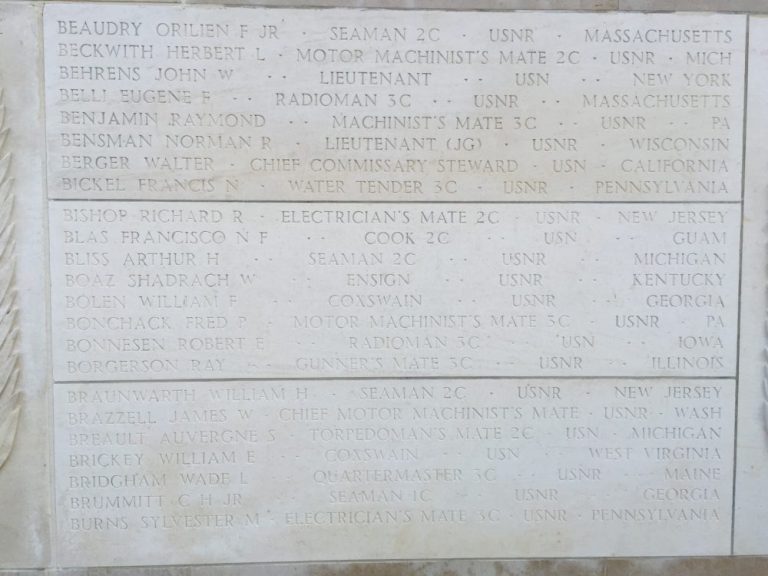 BEAUDRY ORILIEN F JR · SEAMAN 2C · USNR · MASSACHUSETTS
BECKWITH HERBERT L · MOTOR MACHINIST'S MATE 2C · USNR · MICH
BEHRENS JOHN W · · LIEUTENANT · · USN · · NEW YORK
BELLI EUGENE F · · RADIOMAN 3C · · USNR · · MASSACHUSETTS
BENJAMIN RAYMOND · · MACHINIST'S MATE 3C · · USNR · · PA
BENSMAN NORMAN R · LIEUTENANT (JG) · USNR · WISCONSIN
BERGER WALTER · CHIEF COMMISSARY STEWARD · USN · CALIFORNIA
BICKEL FRANCIS N · WATER TENDER 3C · USNR · PENNSYLVANIA
BISHOP RICHARD R · ELECTRICIAN'S MATE 2C · USNR · NEW JERSEY
BLAS FRANCISCO N F · · COOK 2C · · USN · · GUAM
BLISS ARTHUR H · · SEAMAN 2C · · USNR · · MICHIGAN
BOAZ SHADRACH W · · ENSIGN · · USNR · · KENTUCKY
BOLEN WILLIAM F · · COXSWAIN · · USNR · · GEORGIA
BONCHACK FRED P · MOTOR MACHINIST'S MATE 3C · USNR · PA
BONNESEN ROBERT E · · RADIOMAN 3C · · USN · · IOWA
BORGERSON RAY · · GUNNER'S MATE 3C · · USNR · · ILLINOIS
BRAUNWARTH WILLIAM H · SEAMAN 2C · USNR · NEW JERSEY
BRAZZELL JAMES W · CHIEF MOTOR MACHINIST'S MATE · USNR · WASH
BREAULT AUVERGNE S · TORPEDOMAN'S MATE 2C · USN · MICHIGAN
BRICKEY WILLIAM E · COXSWAIN · USN · WEST VIRGINIA
BRIDGHAM WADE L · · QUARTERMASTER 3C · · USNR · · MAINE
BRUMMITT C H JR · · SEAMAN 1C · · USNR · · GEORGIA
BURNS SYLVESTER M · ELECTRICIAN'S MATE 3C · USNR · PENNSYLVANIA